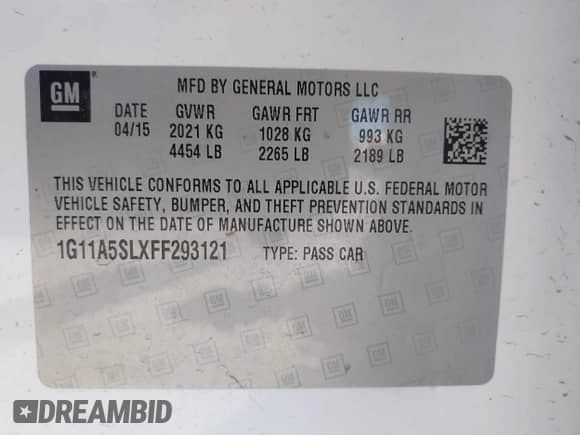 GM ®
MFD BY GENERAL MOTORS LLC
DATE GVWR GAWR FRT GAWR RR
04/15 2021 KG 1028 KG 993 KG
4454 LB 2265 LB 2189 LB
THIS VEHICLE CONFORMS TO ALL APPLICABLE U.S. FEDERAL MOTOR
VEHICLE SAFETY, BUMPER, AND THEFT PREVENTION STANDARDS IN
EFFECT ON THE DATE OF MANUFACTURE SHOWN ABOVE.
1G11A5SLXFF293121 TYPE: PASS CAR
DREAMBID